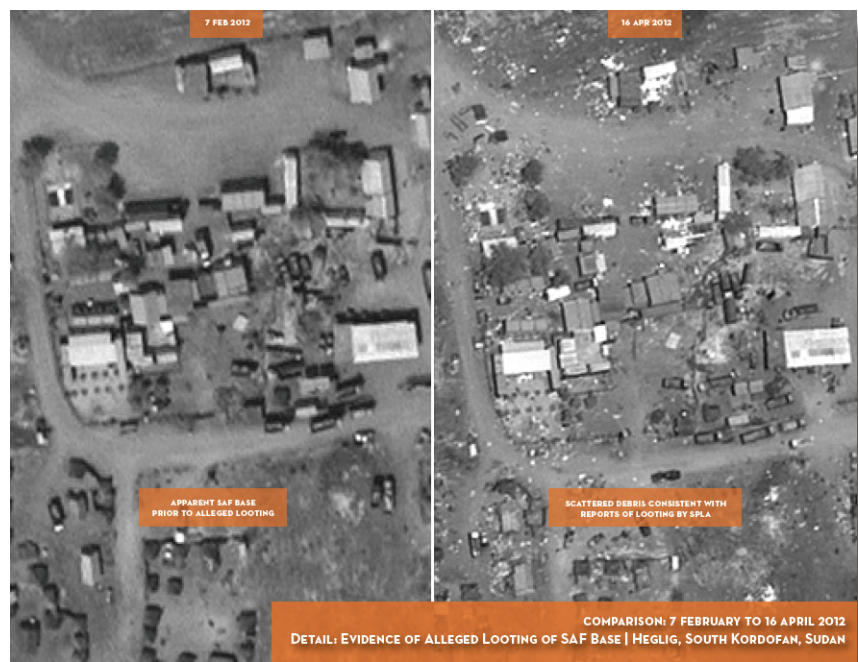 7 FEB 2012
16 APR 2012
APPARENT SAF BASE
PRIOR TO ALLEGED LOOTING
SCATTERED DEBRIS CONSISTENT WITH
REPORTS OF LOOTING BY SPLA
COMPARISON: 7 FEBRUARY TO 16 APRIL 2012
DETAIL: EVIDENCE OF ALLEGED LOOTING OF SAF BASE | HEGLIG, SOUTH KORDOFAN, SUDAN